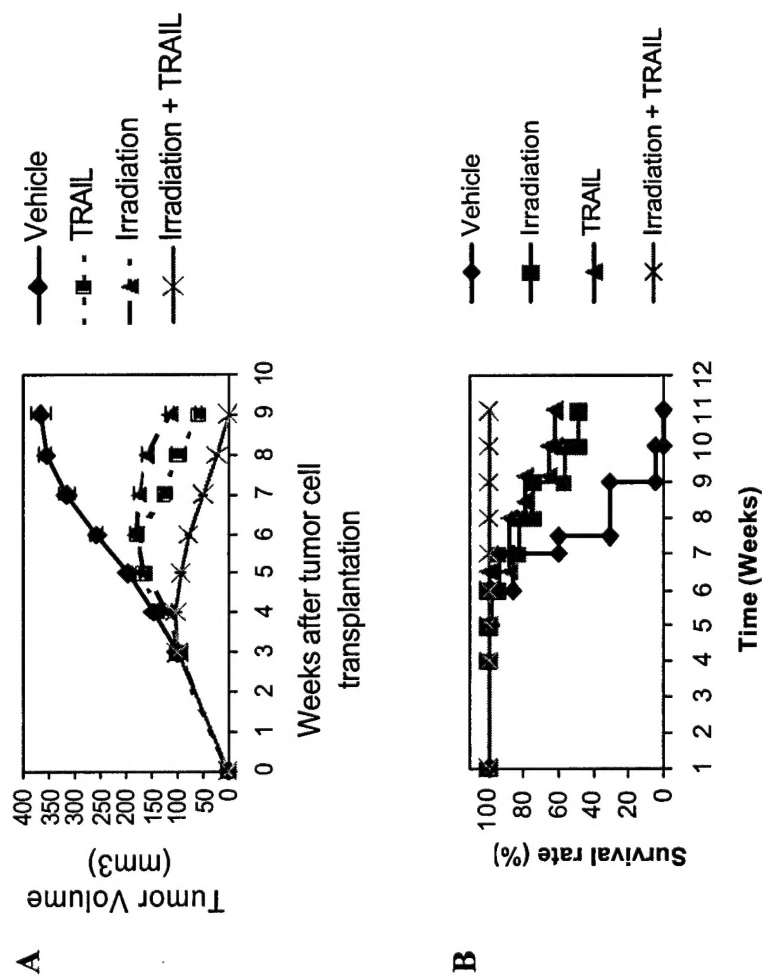 A
Tumor Volume
(mm3)
400
350
300
250
200
150
100
50
0
0 1 2 3 4 5 6 7 8 9 10
Weeks after tumor cell
transplantation
Vehicle
TRAIL
Irradiation
Irradiation + TRAIL
B
Survival rate (%)
100
80
60
40
20
0
1 2 3 4 5 6 7 8 9 10 11 12
Time (Weeks)
Vehicle
Irradiation
TRAIL
Irradiation + TRAIL